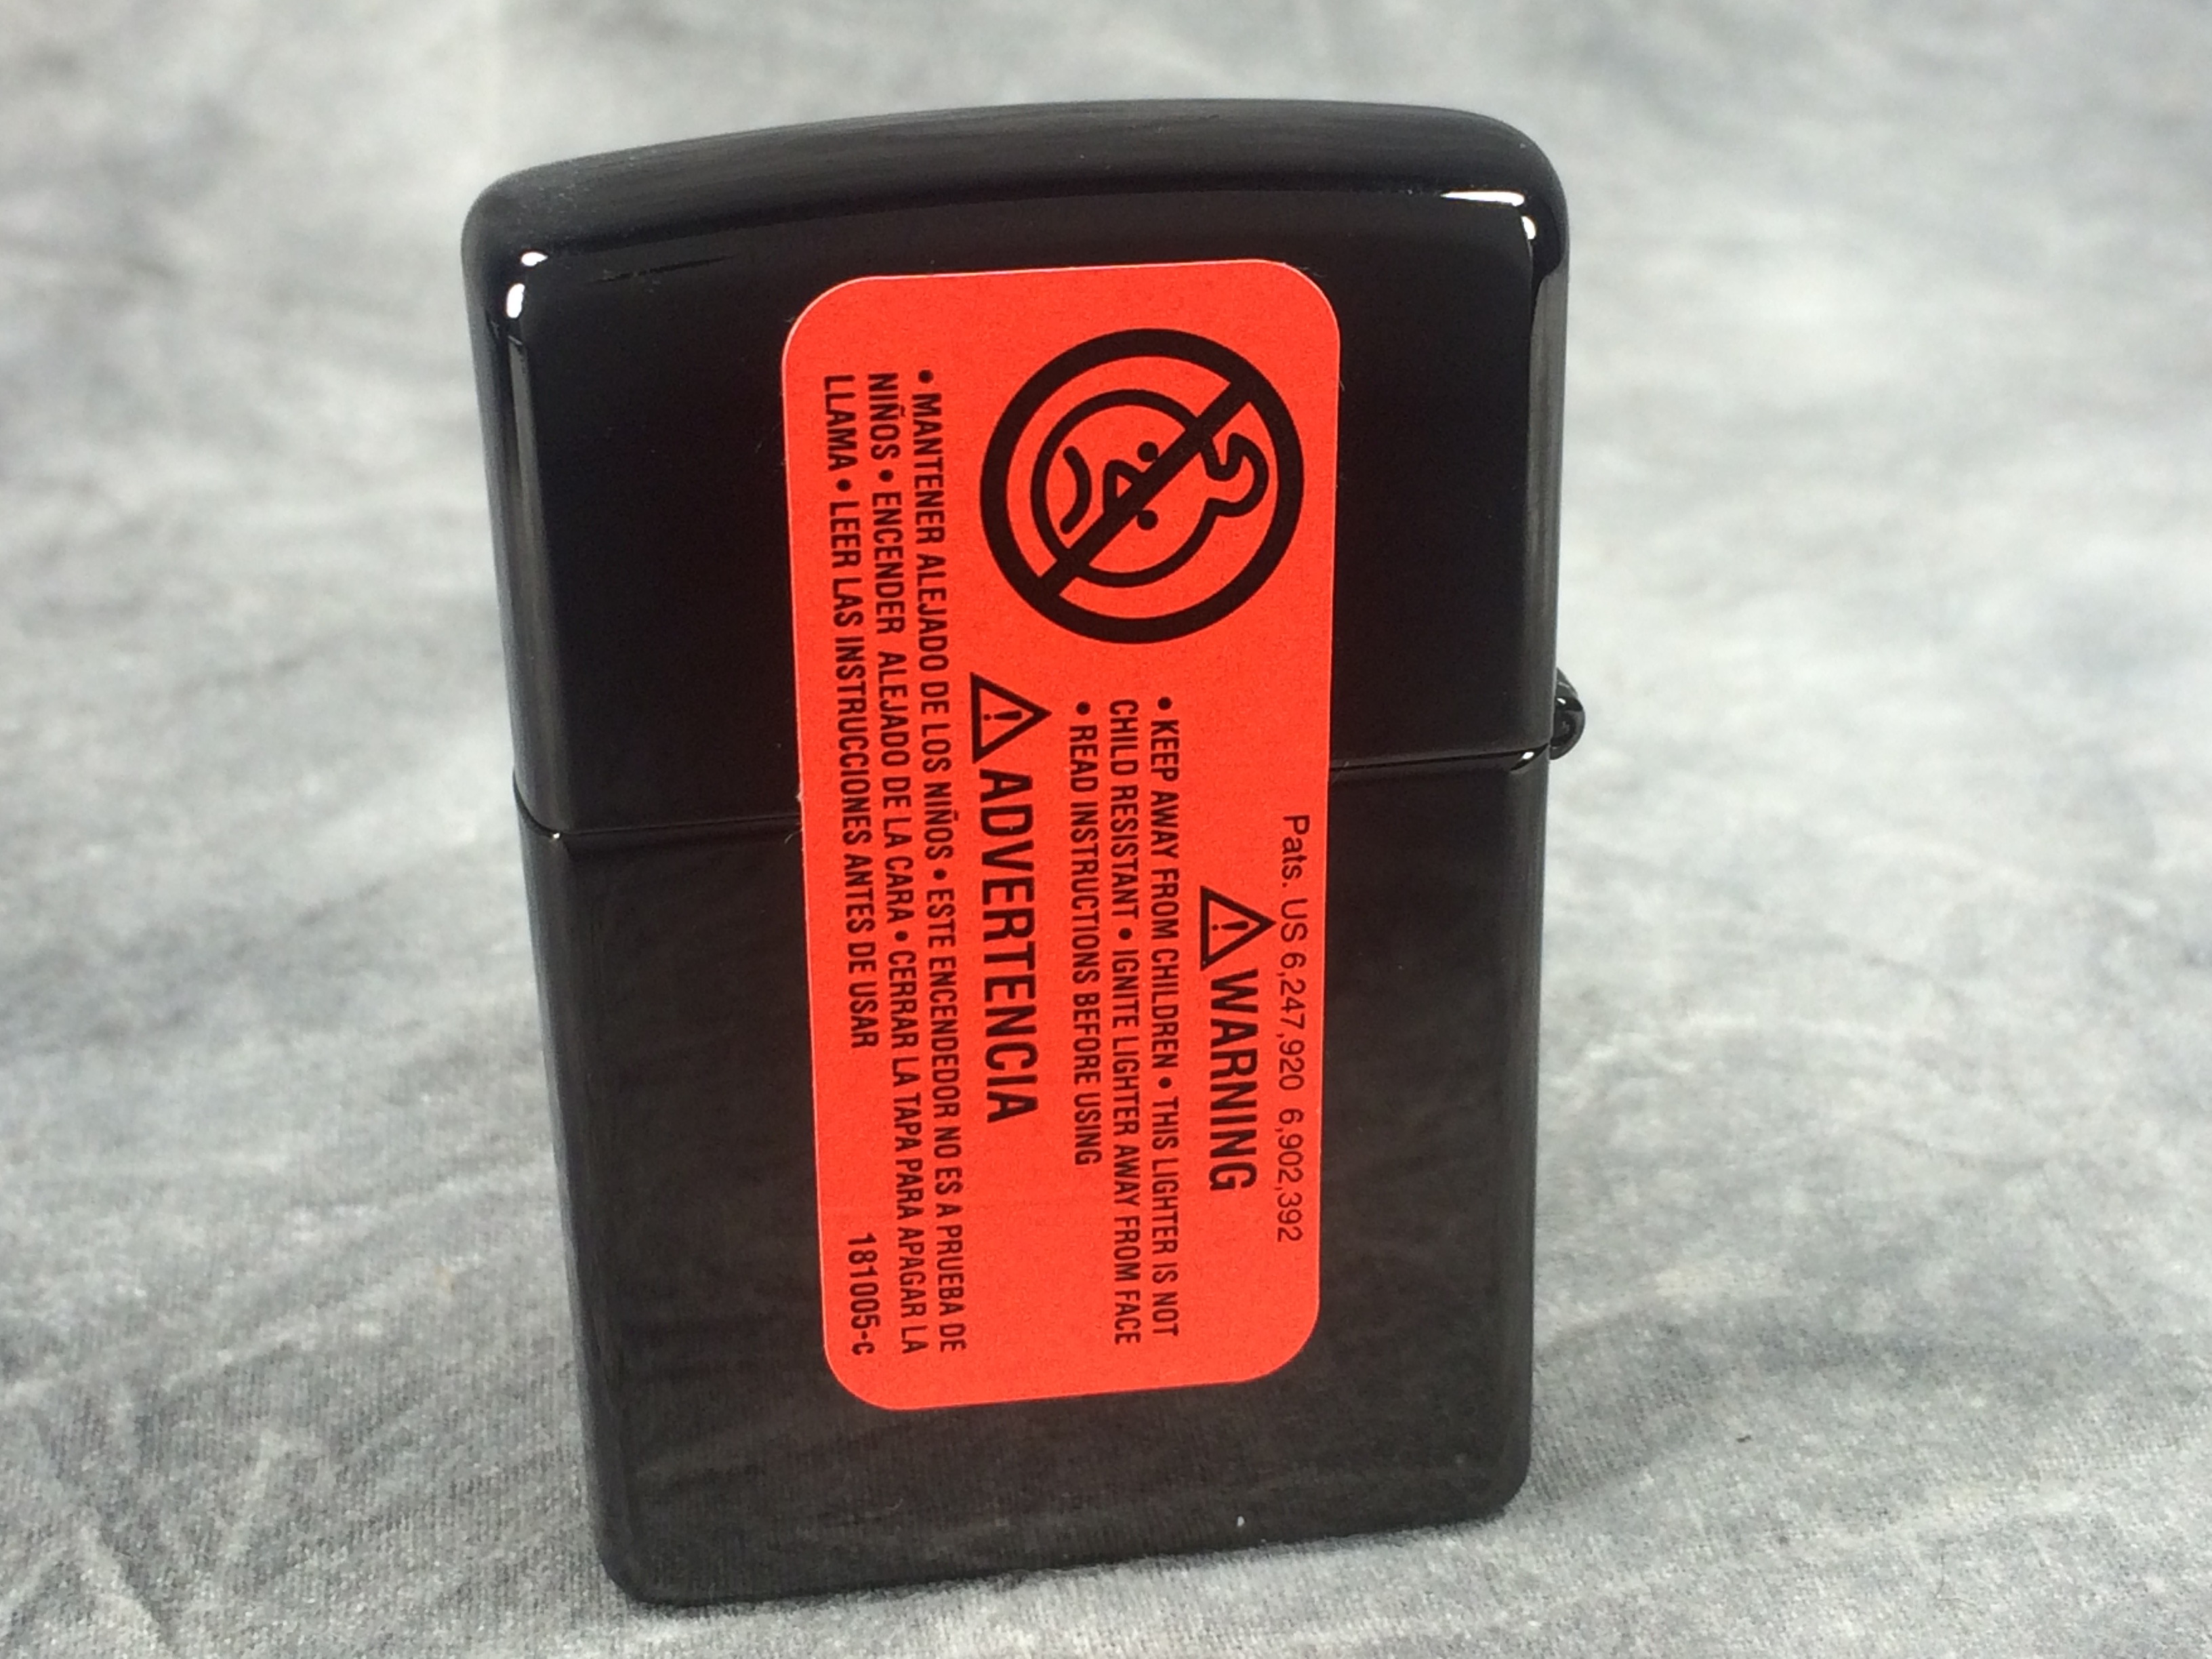 Pats. US 6,247,920 6,902,392
WARNING
• KEEP AWAY FROM CHILDREN • THIS LIGHTER IS NOT
CHILD RESISTANT • IGNITE LIGHTER AWAY FROM FACE
• READ INSTRUCTIONS BEFORE USING
ADVERTENCIA
• MANTENER ALEJADO DE LOS NIÑOS • ESTE ENCENDEDOR NO ES A PRUEBA DE
NIÑOS • ENCENDER ALEJADO DE LA CARA • CERRAR LA TAPA PARA APAGAR LA
LLAMA • LEER LAS INSTRUCCIONES ANTES DE USAR 181005-c